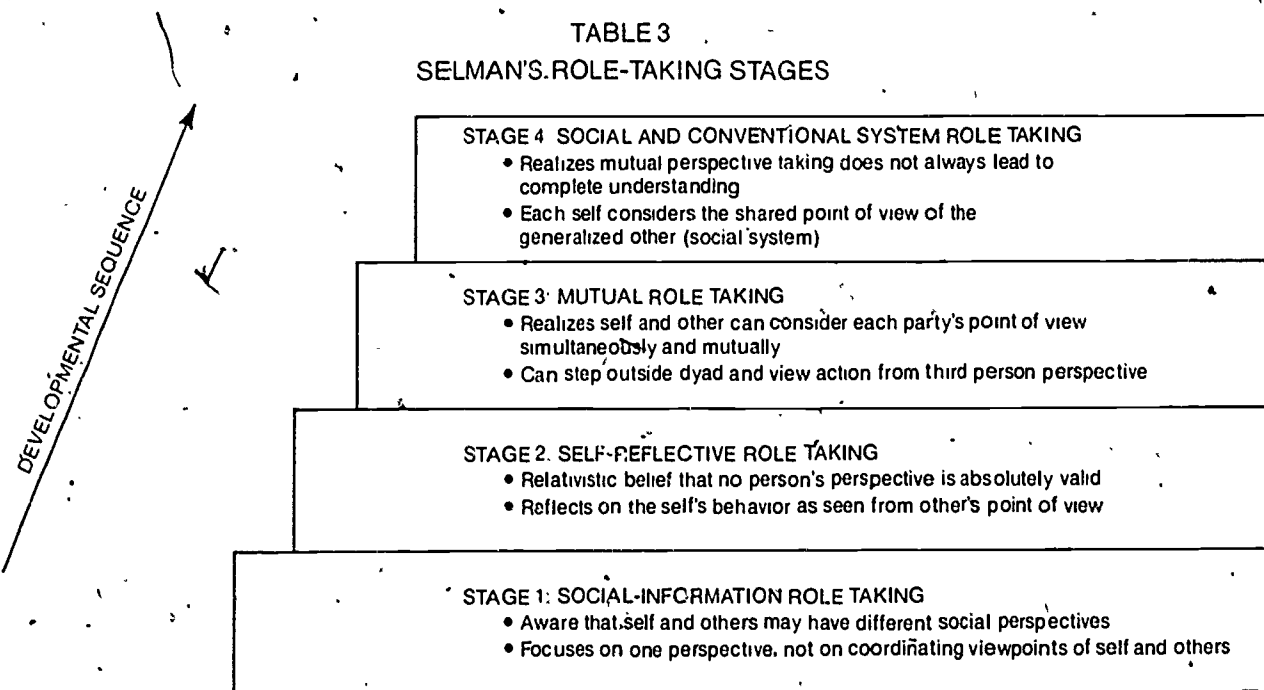 TABLE 3
SELMAN'S ROLE-TAKING STAGES
DEVELOPMENTAL SEQUENCE
STAGE 4 SOCIAL AND CONVENTIONAL SYSTEM ROLE TAKING
• Realizes mutual perspective taking does not always lead to
complete understanding
• Each self considers the shared point of view of the
generalized other (social system)
STAGE 3: MUTUAL ROLE TAKING
• Realizes self and other can consider each party's point of view
simultaneously and mutually
• Can step outside dyad and view action from third person perspective
STAGE 2. SELF-REFLECTIVE ROLE TAKING
• Relativistic belief that no person's perspective is absolutely valid
• Reflects on the self's behavior as seen from other's point of view
STAGE 1: SOCIAL-INFORMATION ROLE TAKING
• Aware that self and others may have different social perspectives
• Focuses on one perspective, not on coordinating viewpoints of self and others